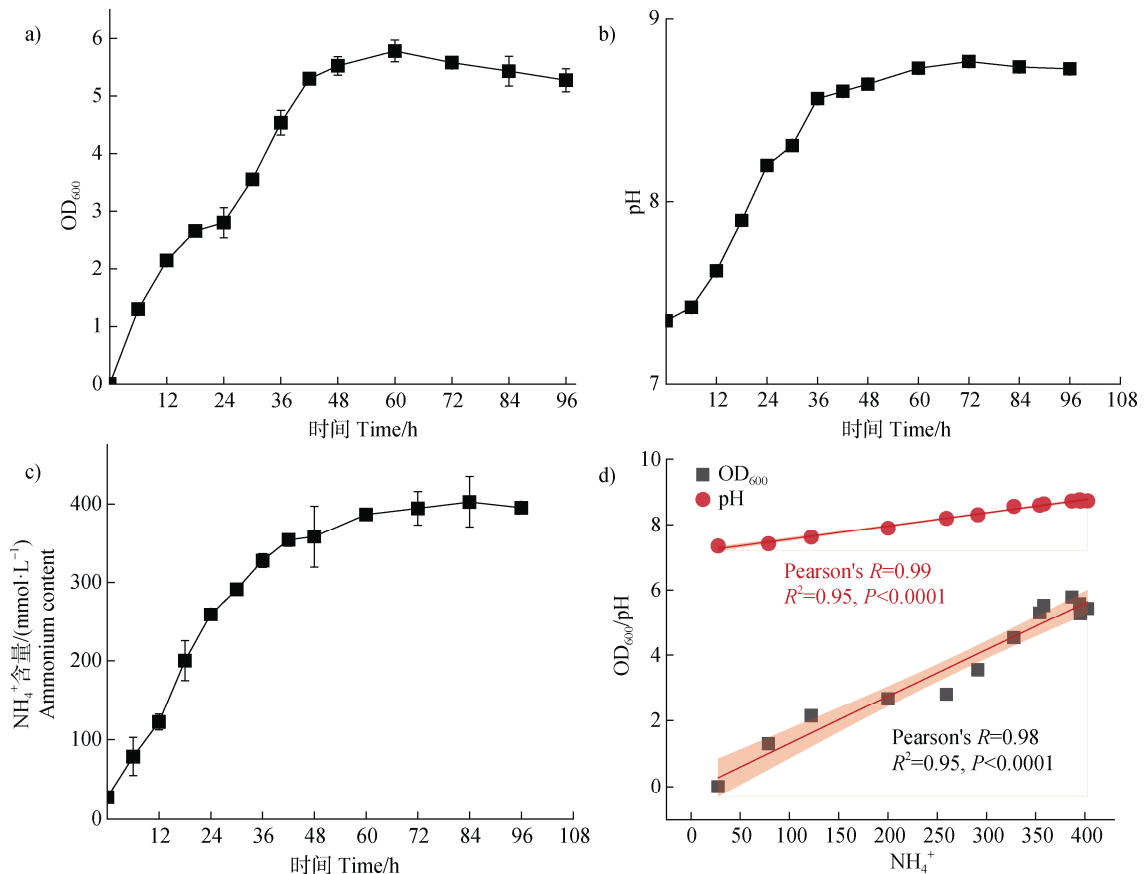 a)
6
5
4
3
2
1
0
OD₆₀₀
12 24 36 48 60 72 84 96
时间 Time/h
b)
9
8
7
pH
12 24 36 48 60 72 84 96 108
时间 Time/h
c)
400
300
200
100
0
NH₄⁺含量/(mmol·L⁻¹)
Ammonium content
12 24 36 48 60 72 84 96 108
时间 Time/h
d)
10
8
6
4
2
0
OD₆₀₀/pH
OD₆₀₀
pH
Pearson's R=0.99
R²=0.95, P<0.0001
Pearson's R=0.98
R²=0.95, P<0.0001
0 50 100 150 200 250 300 350 400
NH₄⁺